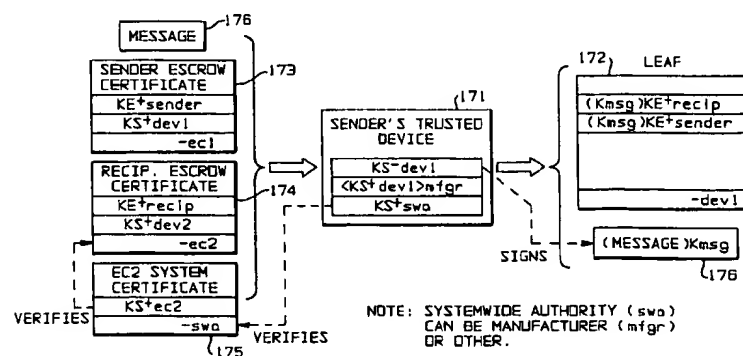 176
MESSAGE
173
SENDER ESCROW
CERTIFICATE
KE+sender
KS+dev1
-ec1
RECIP. ESCROW
CERTIFICATE
174
KE+recip
KS+dev2
-ec2
EC2 SYSTEM
CERTIFICATE
KS+ec2
-swa
175
VERIFIES
VERIFIES
171
SENDER'S TRUSTED
DEVICE
KS-dev1
<KS+dev1>mfgr
KS+swa
SIGNS
172
LEAF
(Kmsg)KE+recip
(Kmsg)KE+sender
-dev1
(MESSAGE)Kmsg
176
NOTE: SYSTEMWIDE AUTHORITY (swa)
CAN BE MANUFACTURER (mfgr)
OR OTHER.